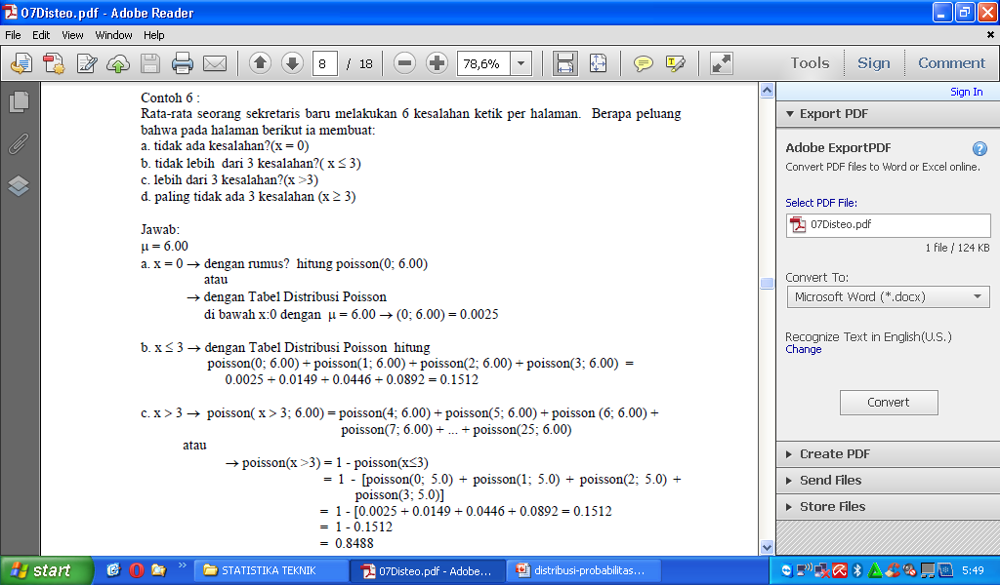 07Disteo.pdf - Adobe Reader
File Edit View Window Help
8 / 18 78,6% Tools Sign Comment
Contoh 6 :
Rata-rata seorang sekretaris baru melakukan 6 kesalahan ketik per halaman. Berapa peluang
bahwa pada halaman berikut ia membuat:
a. tidak ada kesalahan?(x = 0)
b. tidak lebih dari 3 kesalahan?( x ≤ 3)
c. lebih dari 3 kesalahan?(x >3)
d. paling tidak ada 3 kesalahan (x ≥ 3)
Jawab:
μ = 6.00
a. x = 0 → dengan rumus? hitung poisson(0; 6.00)
atau
→ dengan Tabel Distribusi Poisson
di bawah x:0 dengan μ = 6.00 → (0; 6.00) = 0.0025
b. x ≤ 3 → dengan Tabel Distribusi Poisson hitung
poisson(0; 6.00) + poisson(1; 6.00) + poisson(2; 6.00) + poisson(3; 6.00) =
0.0025 + 0.0149 + 0.0446 + 0.0892 = 0.1512
c. x > 3 → poisson( x > 3; 6.00) = poisson(4; 6.00) + poisson(5; 6.00) + poisson (6; 6.00) +
poisson(7; 6.00) + ... + poisson(25; 6.00)
atau
→ poisson(x >3) = 1 - poisson(x≤3)
= 1 - [poisson(0; 5.0) + poisson(1; 5.0) + poisson(2; 5.0) +
poisson(3; 5.0)]
= 1 - [0.0025 + 0.0149 + 0.0446 + 0.0892 = 0.1512
= 1 - 0.1512
= 0.8488
Sign In
Export PDF
Adobe ExportPDF
Convert PDF files to Word or Excel online.
Select PDF File:
07Disteo.pdf
1 file / 124 KB
Convert To:
Microsoft Word (*.docx)
Recognize Text in English(U.S.)
Change
Convert
Create PDF
Send Files
Store Files
start STATISTIKA TEKNIK 07Disteo.pdf - Adobe... distribusi-probabilitas... 5:49